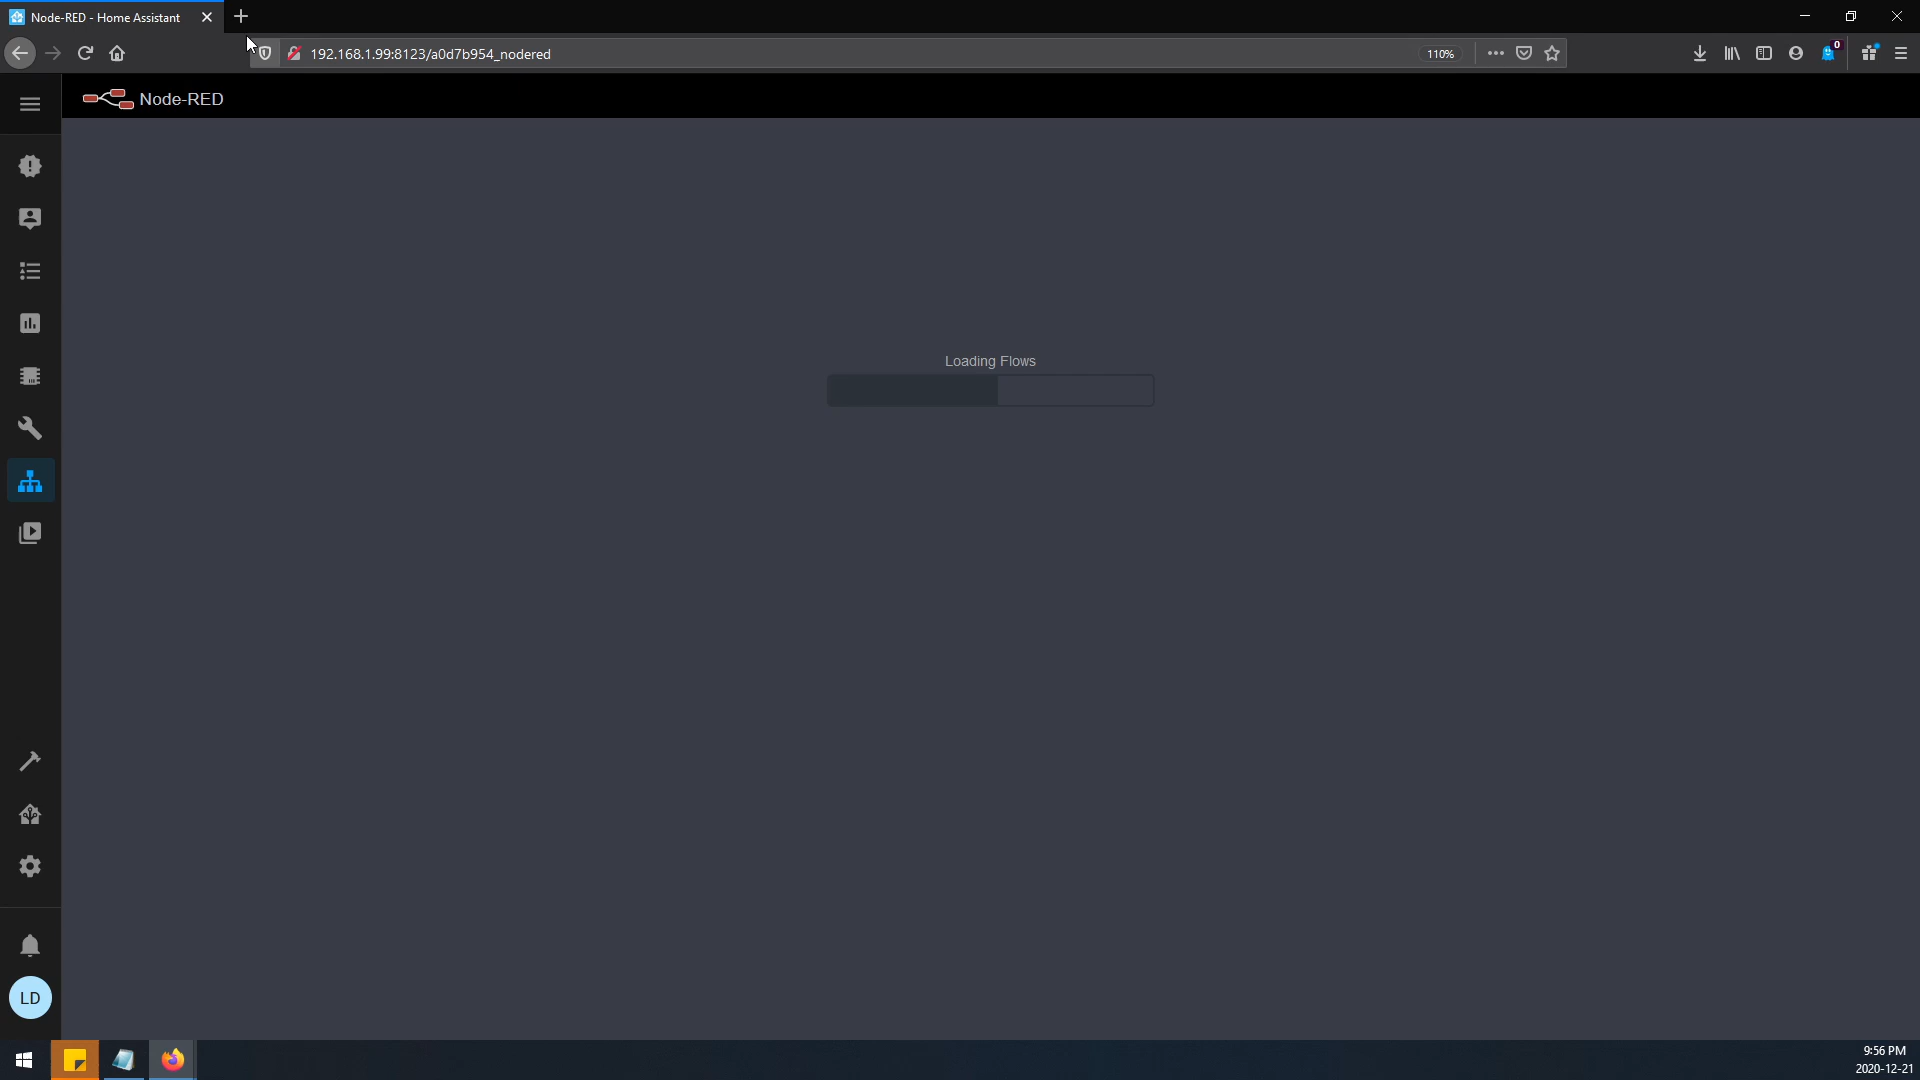 Node-RED - Home Assistant
192.168.1.99:8123/a0d7b954_nodered
110%
0
Node-RED
Loading Flows
LD
9:56 PM
2020-12-21